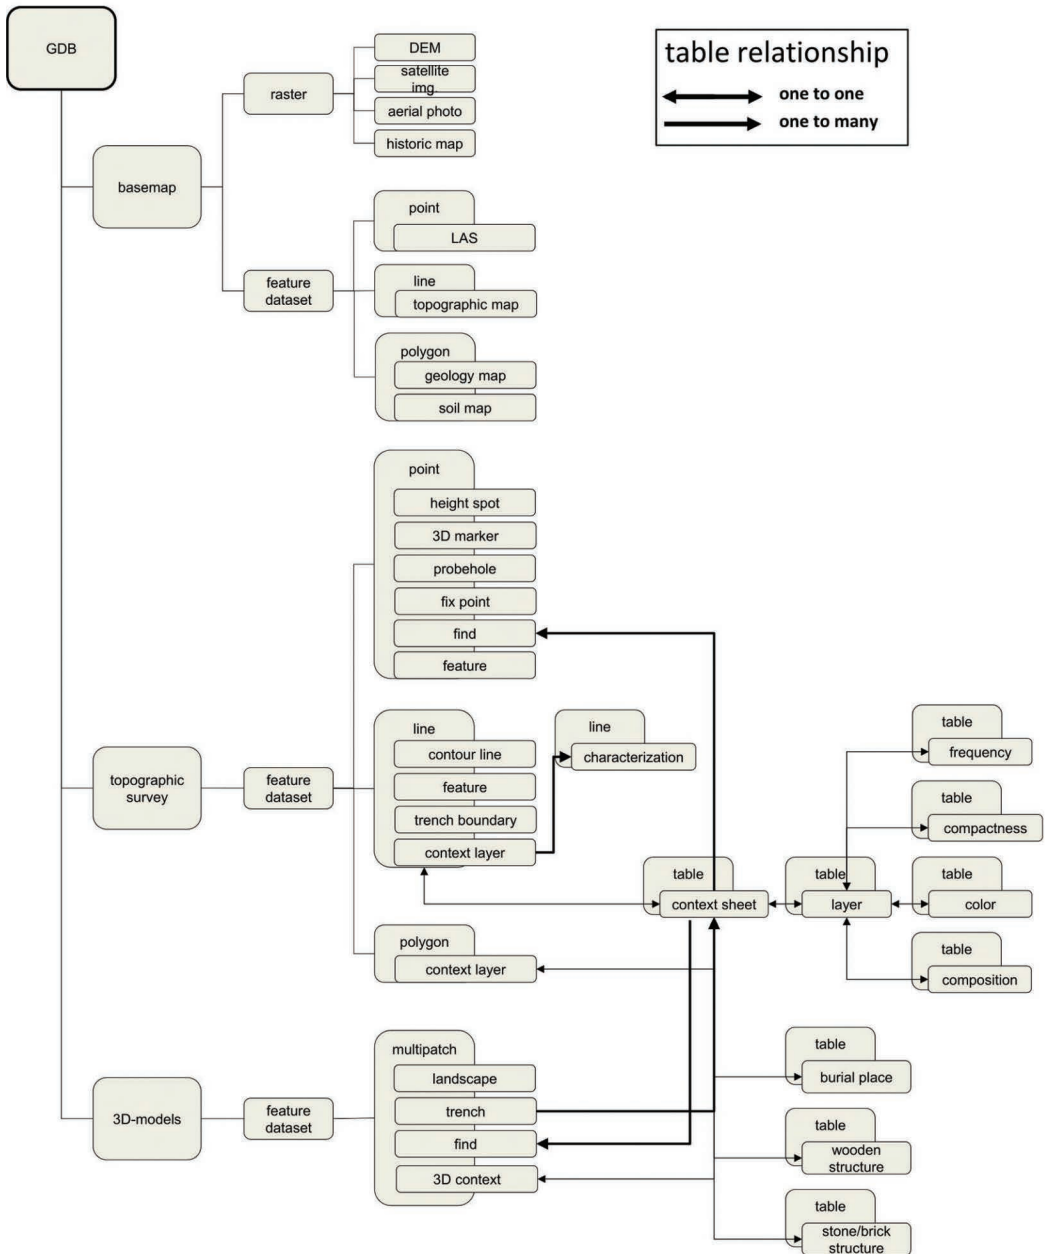 GDB
table relationship
one to one
one to many
basemap
raster
DEM
satellite
img.
aerial photo
historic map
feature
dataset
point
LAS
line
topographic map
polygon
geology map
soil map
topographic
survey
feature
dataset
point
height spot
3D marker
probehole
fix point
find
feature
line
contour line
feature
trench boundary
context layer
line
characterization
polygon
context layer
table
context sheet
table
layer
table
frequency
table
compactness
table
color
table
composition
3D-models
feature
dataset
multipatch
landscape
trench
find
3D context
table
burial place
table
wooden
structure
table
stone/brick
structure